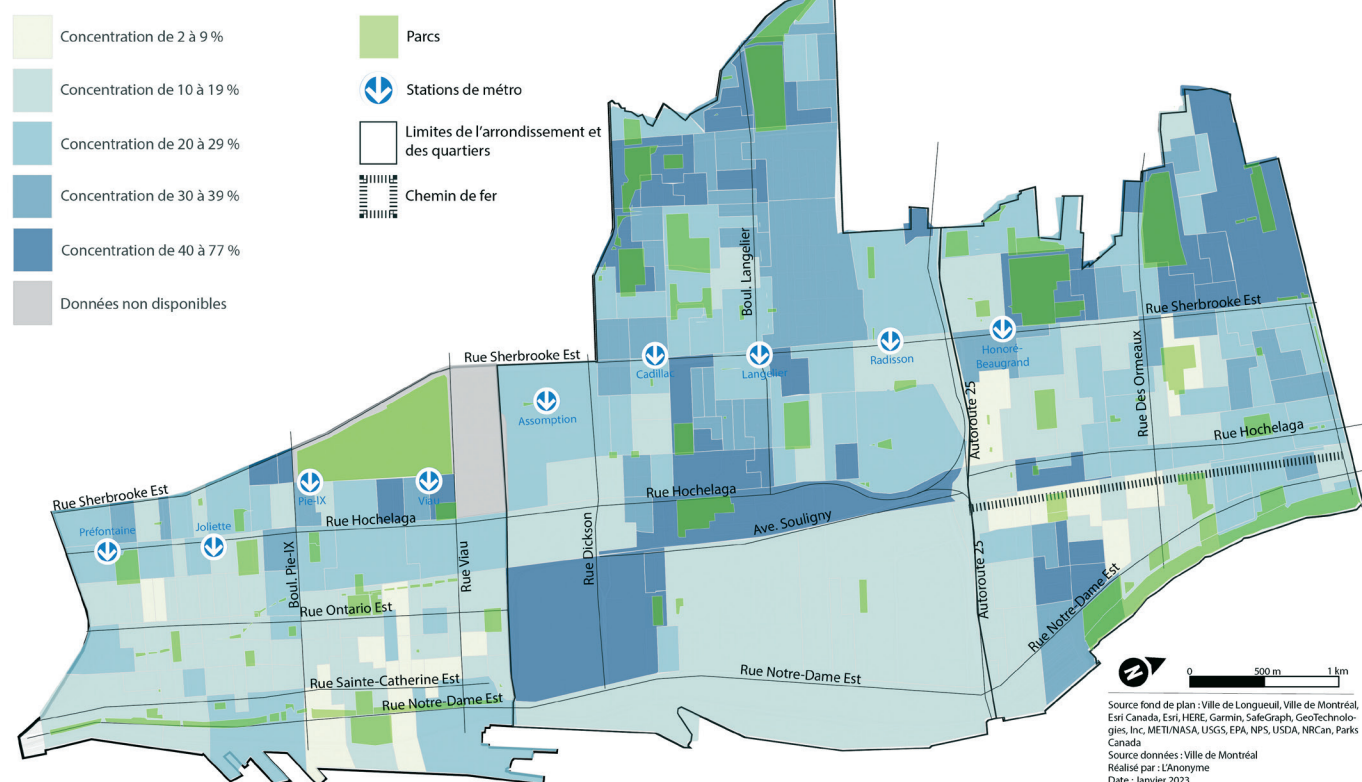 Concentration de 2 à 9 %
Concentration de 10 à 19 %
Concentration de 20 à 29 %
Concentration de 30 à 39 %
Concentration de 40 à 77 %
Données non disponibles
Parcs
Stations de métro
Limites de l'arrondissement et
des quartiers
Chemin de fer
Boul. Langelier
Rue Sherbrooke Est
Rue Sherbrooke Est
Honoré-
Beaugrand
Radisson
Cadillac
Langelier
Assomption
Autoroute 25
Rue Des Ormeaux
Rue Hochelaga
Rue Sherbrooke Est
Pie-IX
Viau
Rue Hochelaga
Ave. Souligny
Préfontaine
Joliette
Rue Hochelaga
Boul. Pie-IX
Rue Viau
Rue Dickson
Autoroute 25
Rue Ontario Est
Rue Notre-Dame Est
Rue Sainte-Catherine Est
Rue Notre-Dame Est
Rue Notre-Dame Est
N
0 500 m 1 km
Source fond de plan : Ville de Longueuil, Ville de Montréal,
Esri Canada, Esri, HERE, Garmin, SafeGraph, GeoTechnolo-
gies, Inc, METI/NASA, USGS, EPA, NPS, USDA, NRCan, Parks
Canada
Source données : Ville de Montréal
Réalisé par : L'Anonyme
Date : Janvier 2023